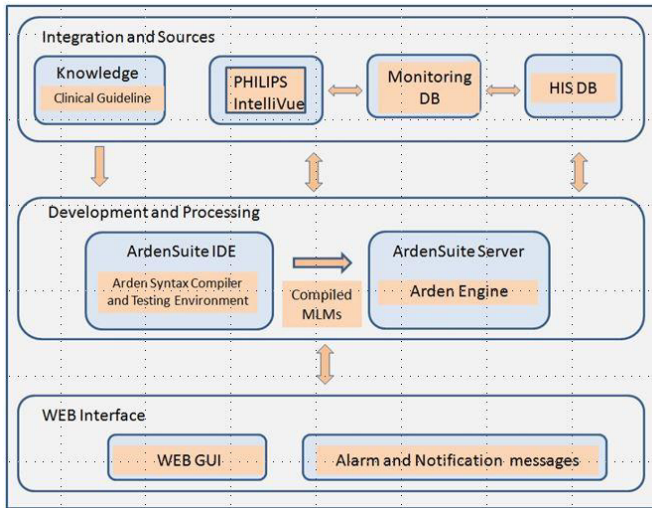 Integration and Sources
Knowledge
Clinical Guideline
PHILIPS
IntelliVue
Monitoring
DB
HIS DB
Development and Processing
ArdenSuite IDE
Arden Syntax Compiler
and Testing Environment
Compiled
MLMs
ArdenSuite Server
Arden Engine
WEB Interface
WEB GUI
Alarm and Notification messages